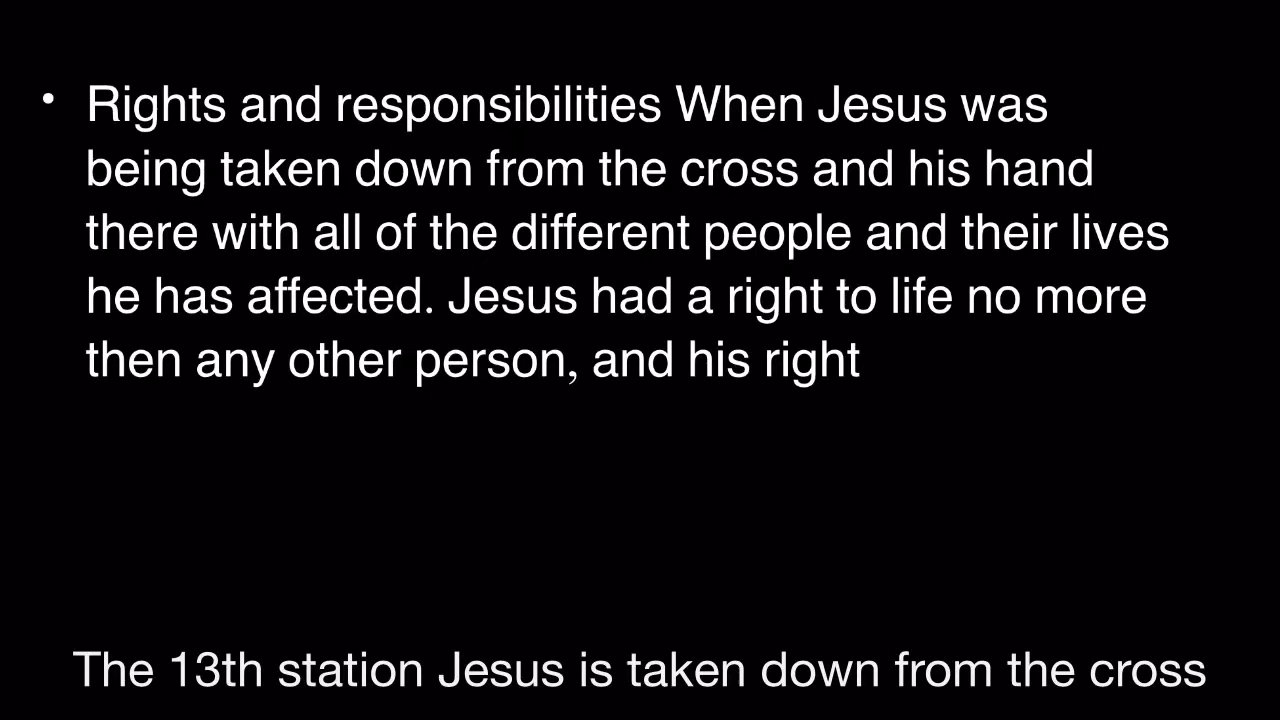 • Rights and responsibilities When Jesus was
being taken down from the cross and his hand
there with all of the different people and their lives
he has affected. Jesus had a right to life no more
then any other person, and his right
The 13th station Jesus is taken down from the cross